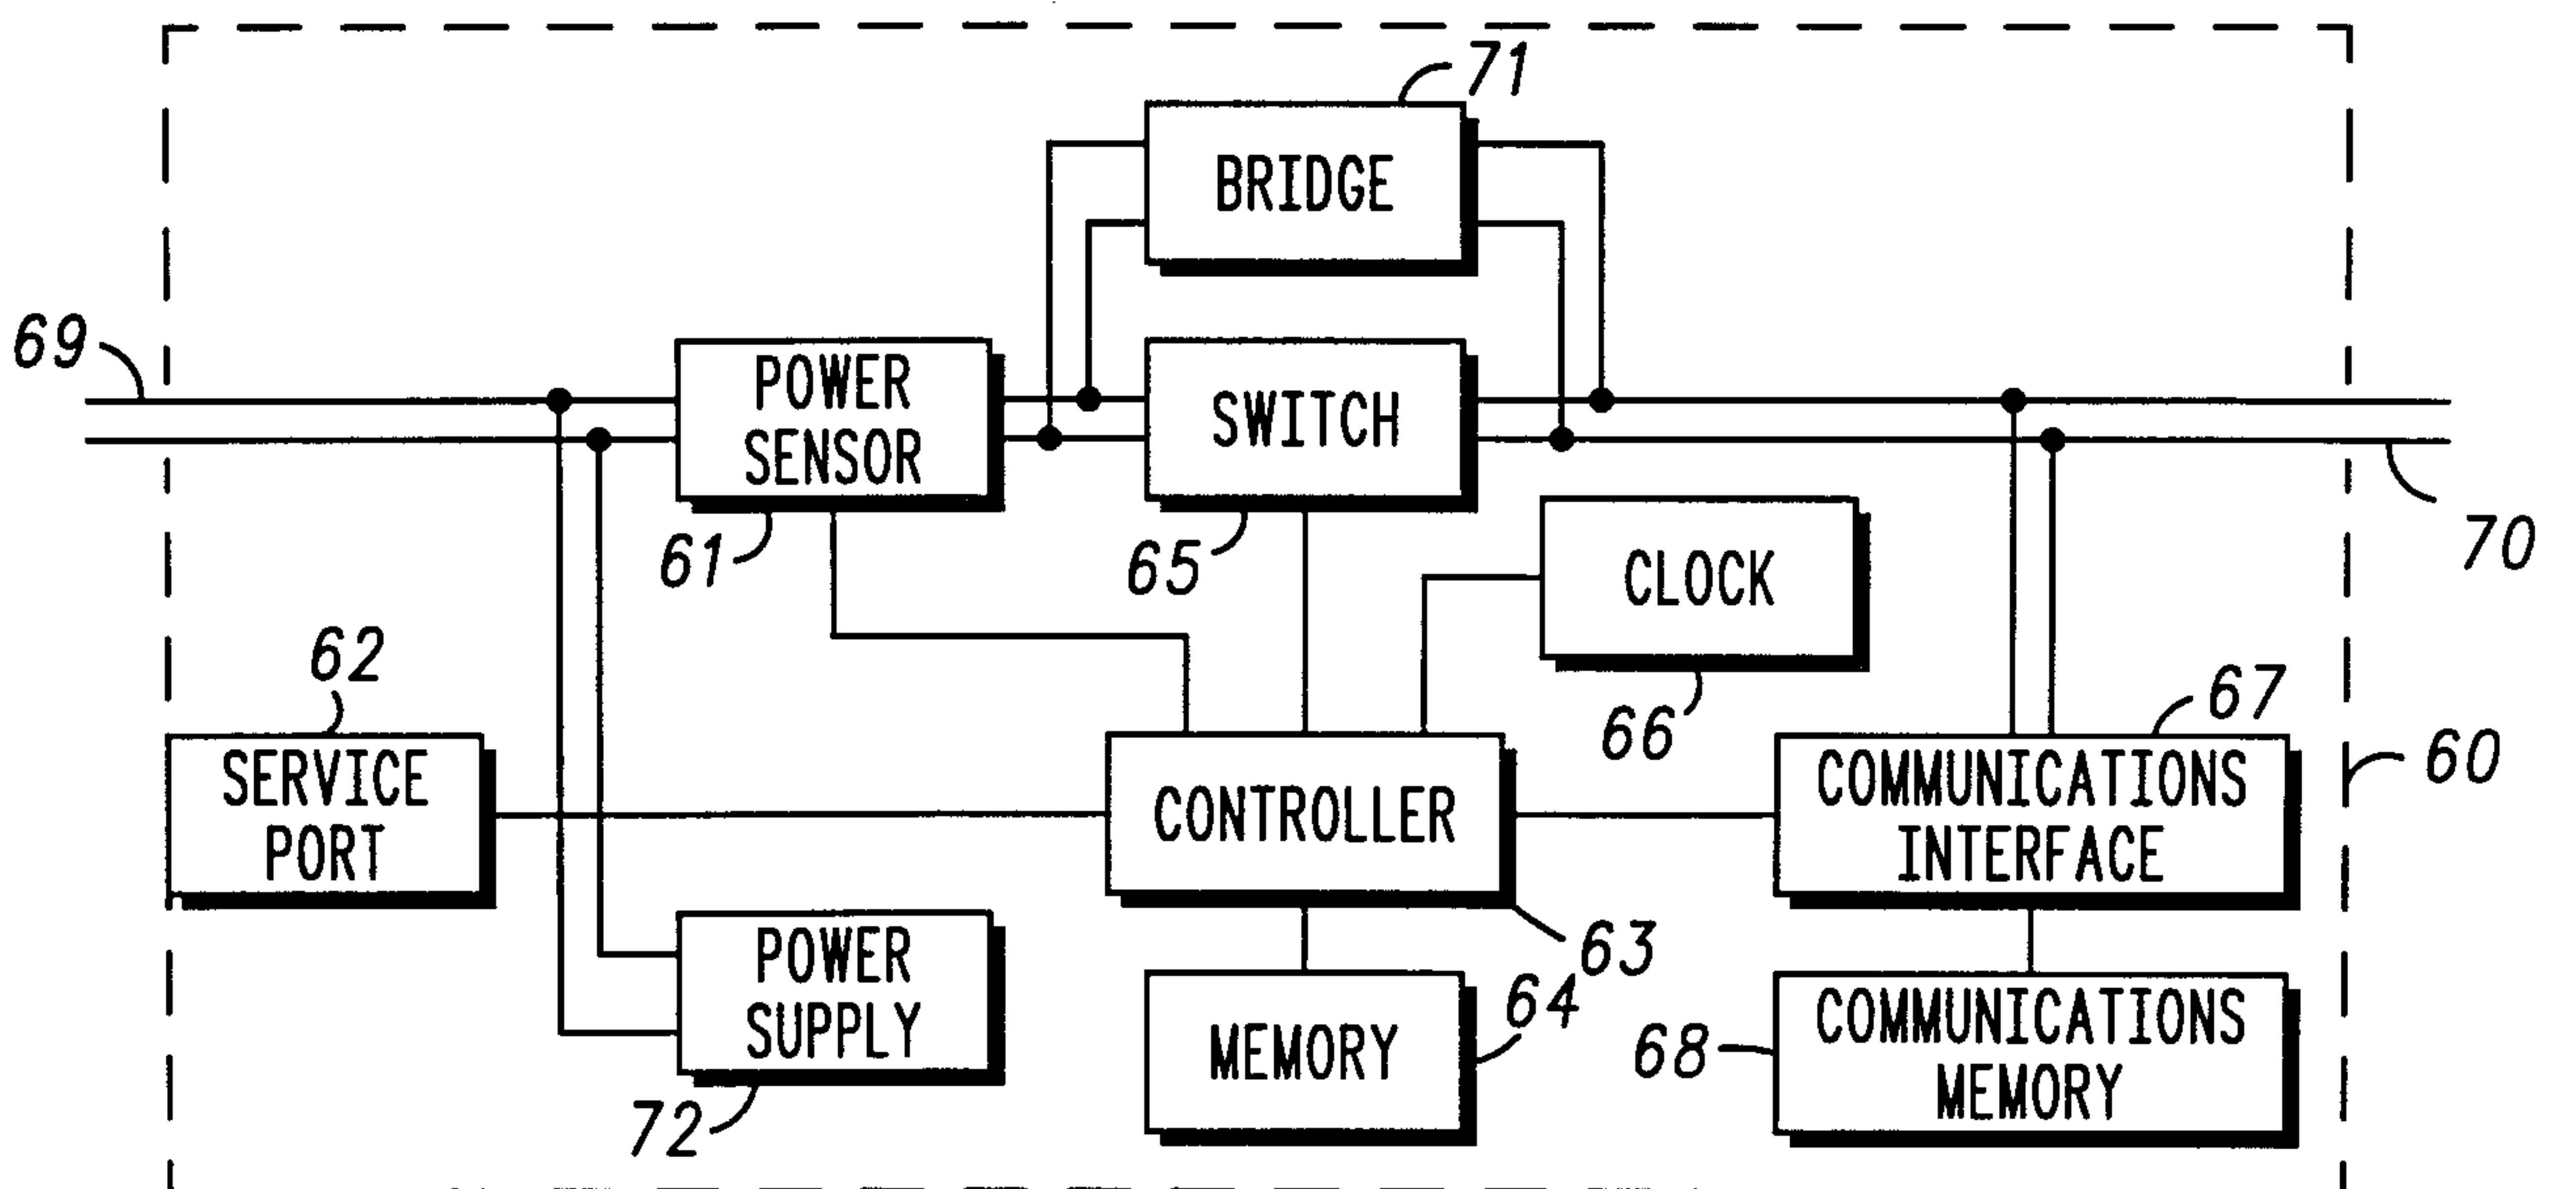 71
BRIDGE
69
POWER
SENSOR
SWITCH
61
65
CLOCK
70
62
66
67
SERVICE
PORT
CONTROLLER
COMMUNICATIONS
INTERFACE
60
POWER
SUPPLY
63
64
MEMORY
68
COMMUNICATIONS
MEMORY
72